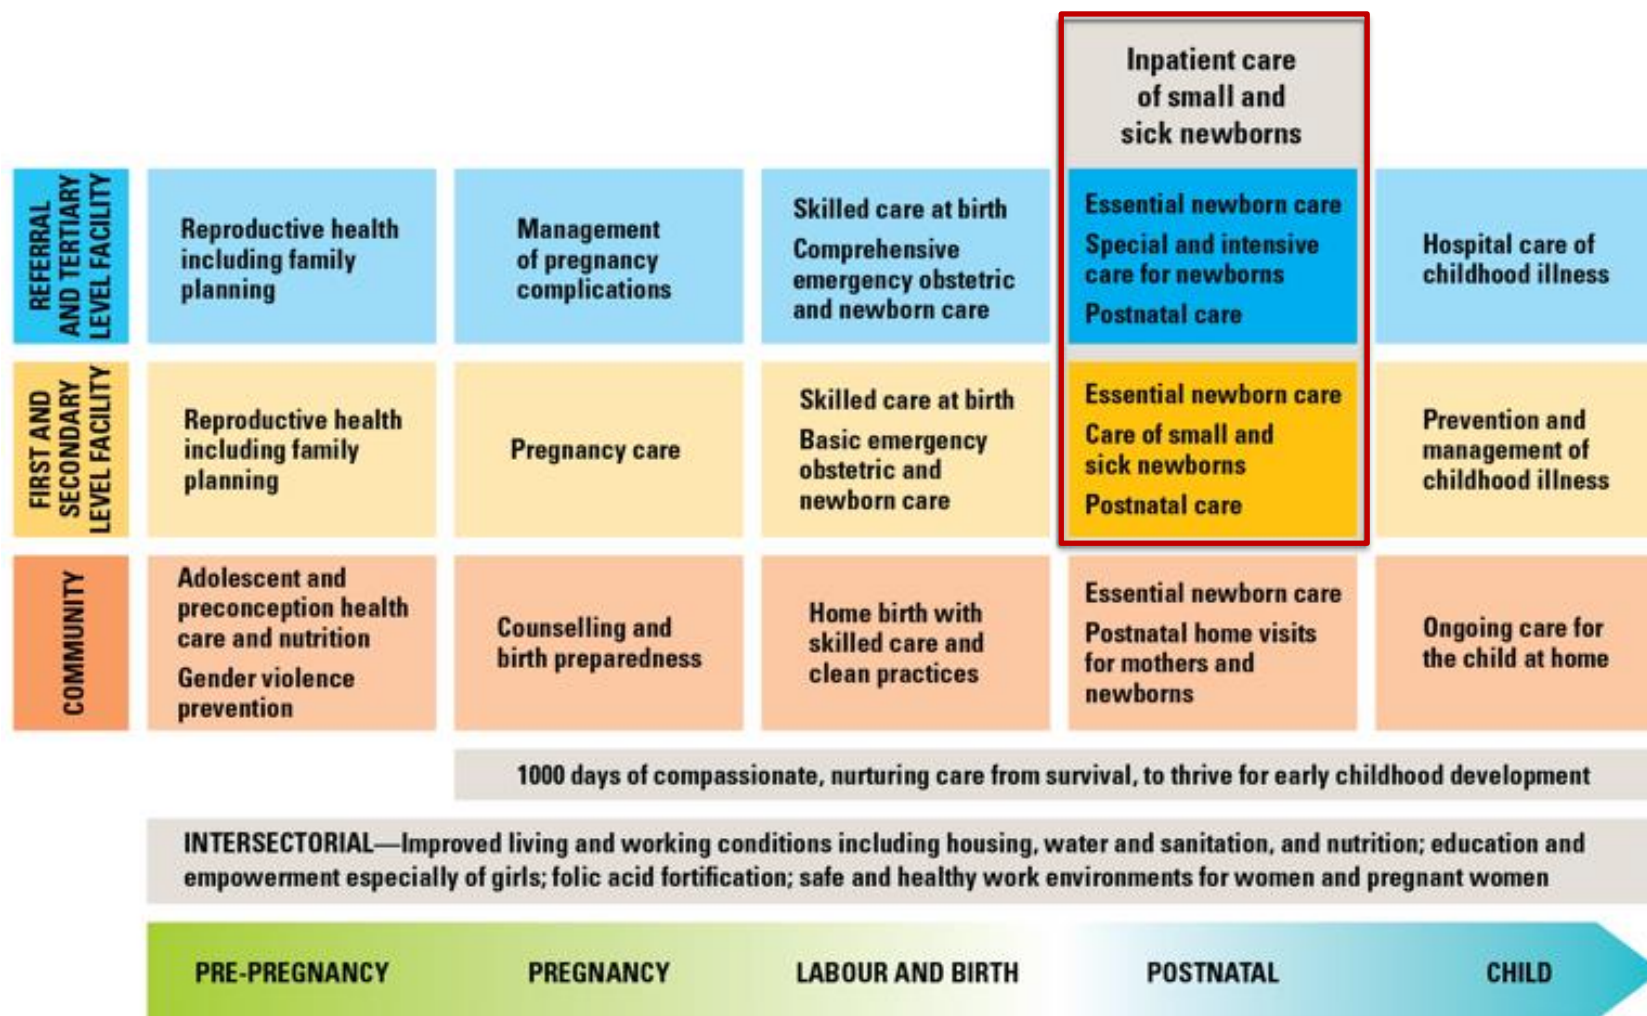 Inpatient care
of small and
sick newborns
REFERRAL
AND TERTIARY
LEVEL FACILITY
Reproductive health
including family
planning
Management
of pregnancy
complications
Skilled care at birth
Comprehensive
emergency obstetric
and newborn care
Essential newborn care
Special and intensive
care for newborns
Postnatal care
Hospital care of
childhood illness
FIRST AND
SECONDARY
LEVEL FACILITY
Reproductive health
including family
planning
Pregnancy care
Skilled care at birth
Basic emergency
obstetric and
newborn care
Essential newborn care
Care of small and
sick newborns
Postnatal care
Prevention and
management of
childhood illness
COMMUNITY
Adolescent and
preconception health
care and nutrition
Gender violence
prevention
Counselling and
birth preparedness
Home birth with
skilled care and
clean practices
Essential newborn care
Postnatal home visits
for mothers and
newborns
Ongoing care for
the child at home
1000 days of compassionate, nurturing care from survival, to thrive for early childhood development
INTERSECTORIAL—Improved living and working conditions including housing, water and sanitation, and nutrition; education and
empowerment especially of girls; folic acid fortification; safe and healthy work environments for women and pregnant women
PRE-PREGNANCY
PREGNANCY
LABOUR AND BIRTH
POSTNATAL
CHILD